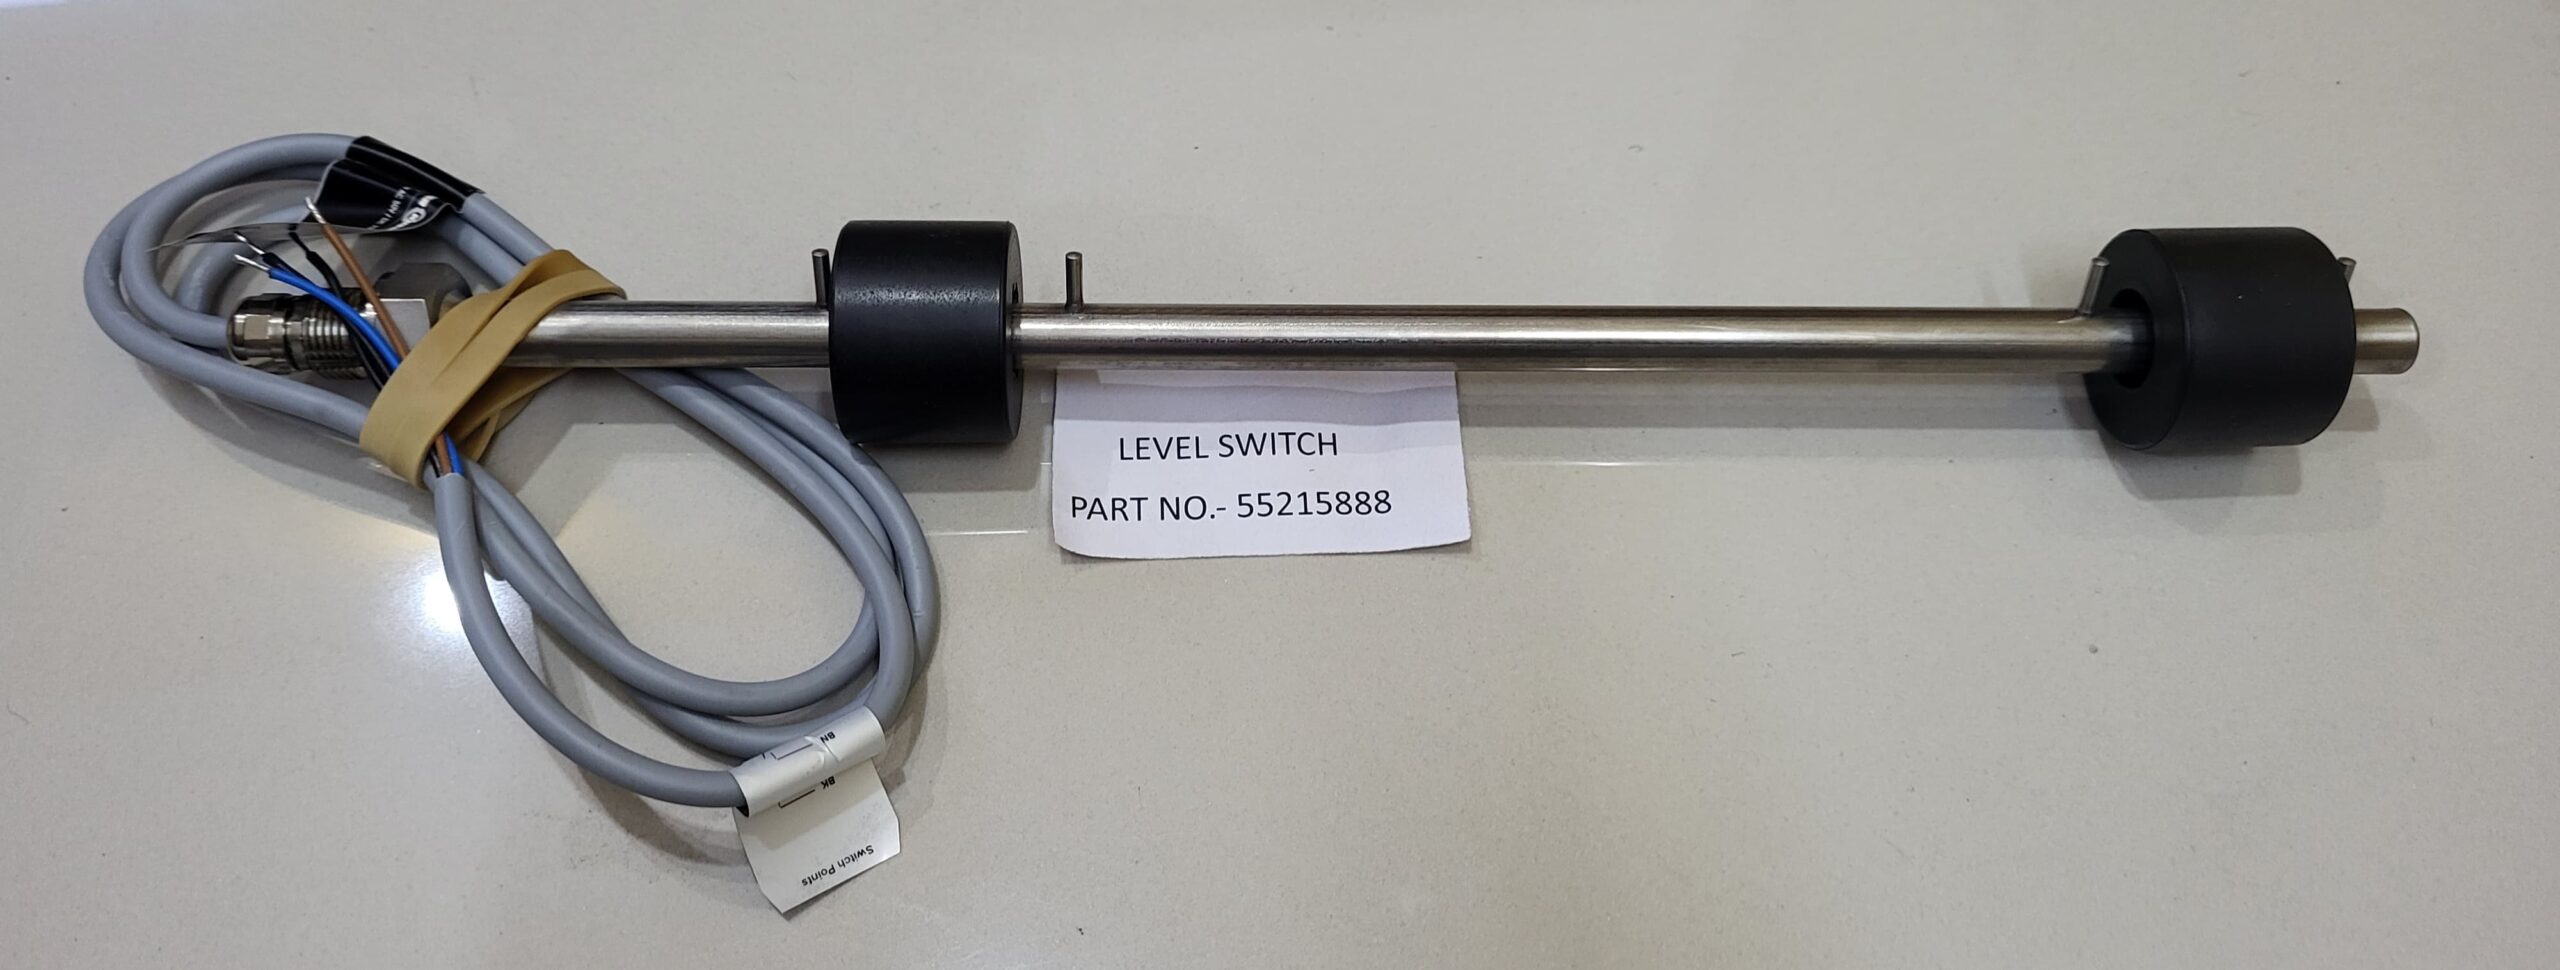 LEVEL SWITCH
PART NO.- 55215888
BN
BK
Switch Points